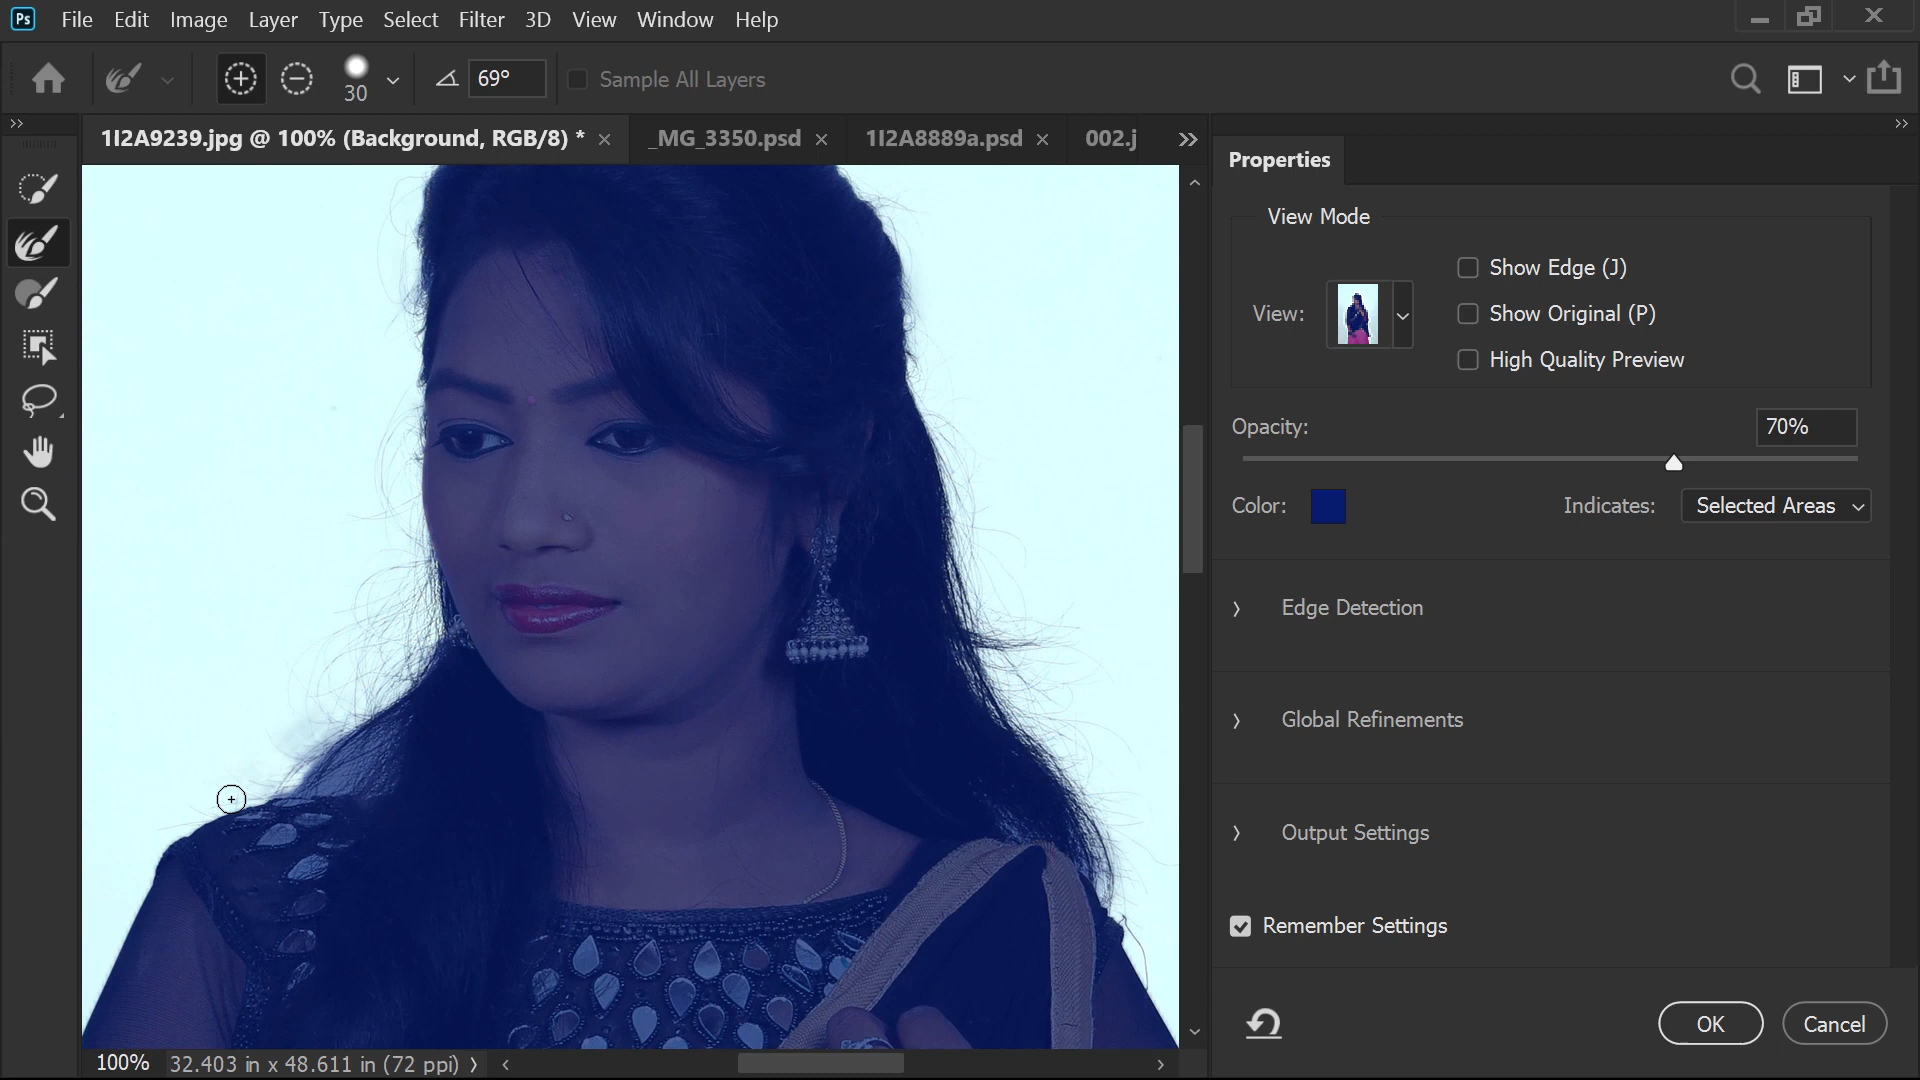 Ps File Edit Image Layer Type Select Filter 3D View Window Help
30 69° Sample All Layers
1I2A9239.jpg @ 100% (Background, RGB/8) * _MG_3350.psd 1I2A8889a.psd 002.j
Properties
View Mode
Show Edge (J)
View: Show Original (P)
High Quality Preview
Opacity: 70%
Color: Indicates: Selected Areas
Edge Detection
Global Refinements
Output Settings
Remember Settings
OK Cancel
100% 32.403 in x 48.611 in (72 ppi)